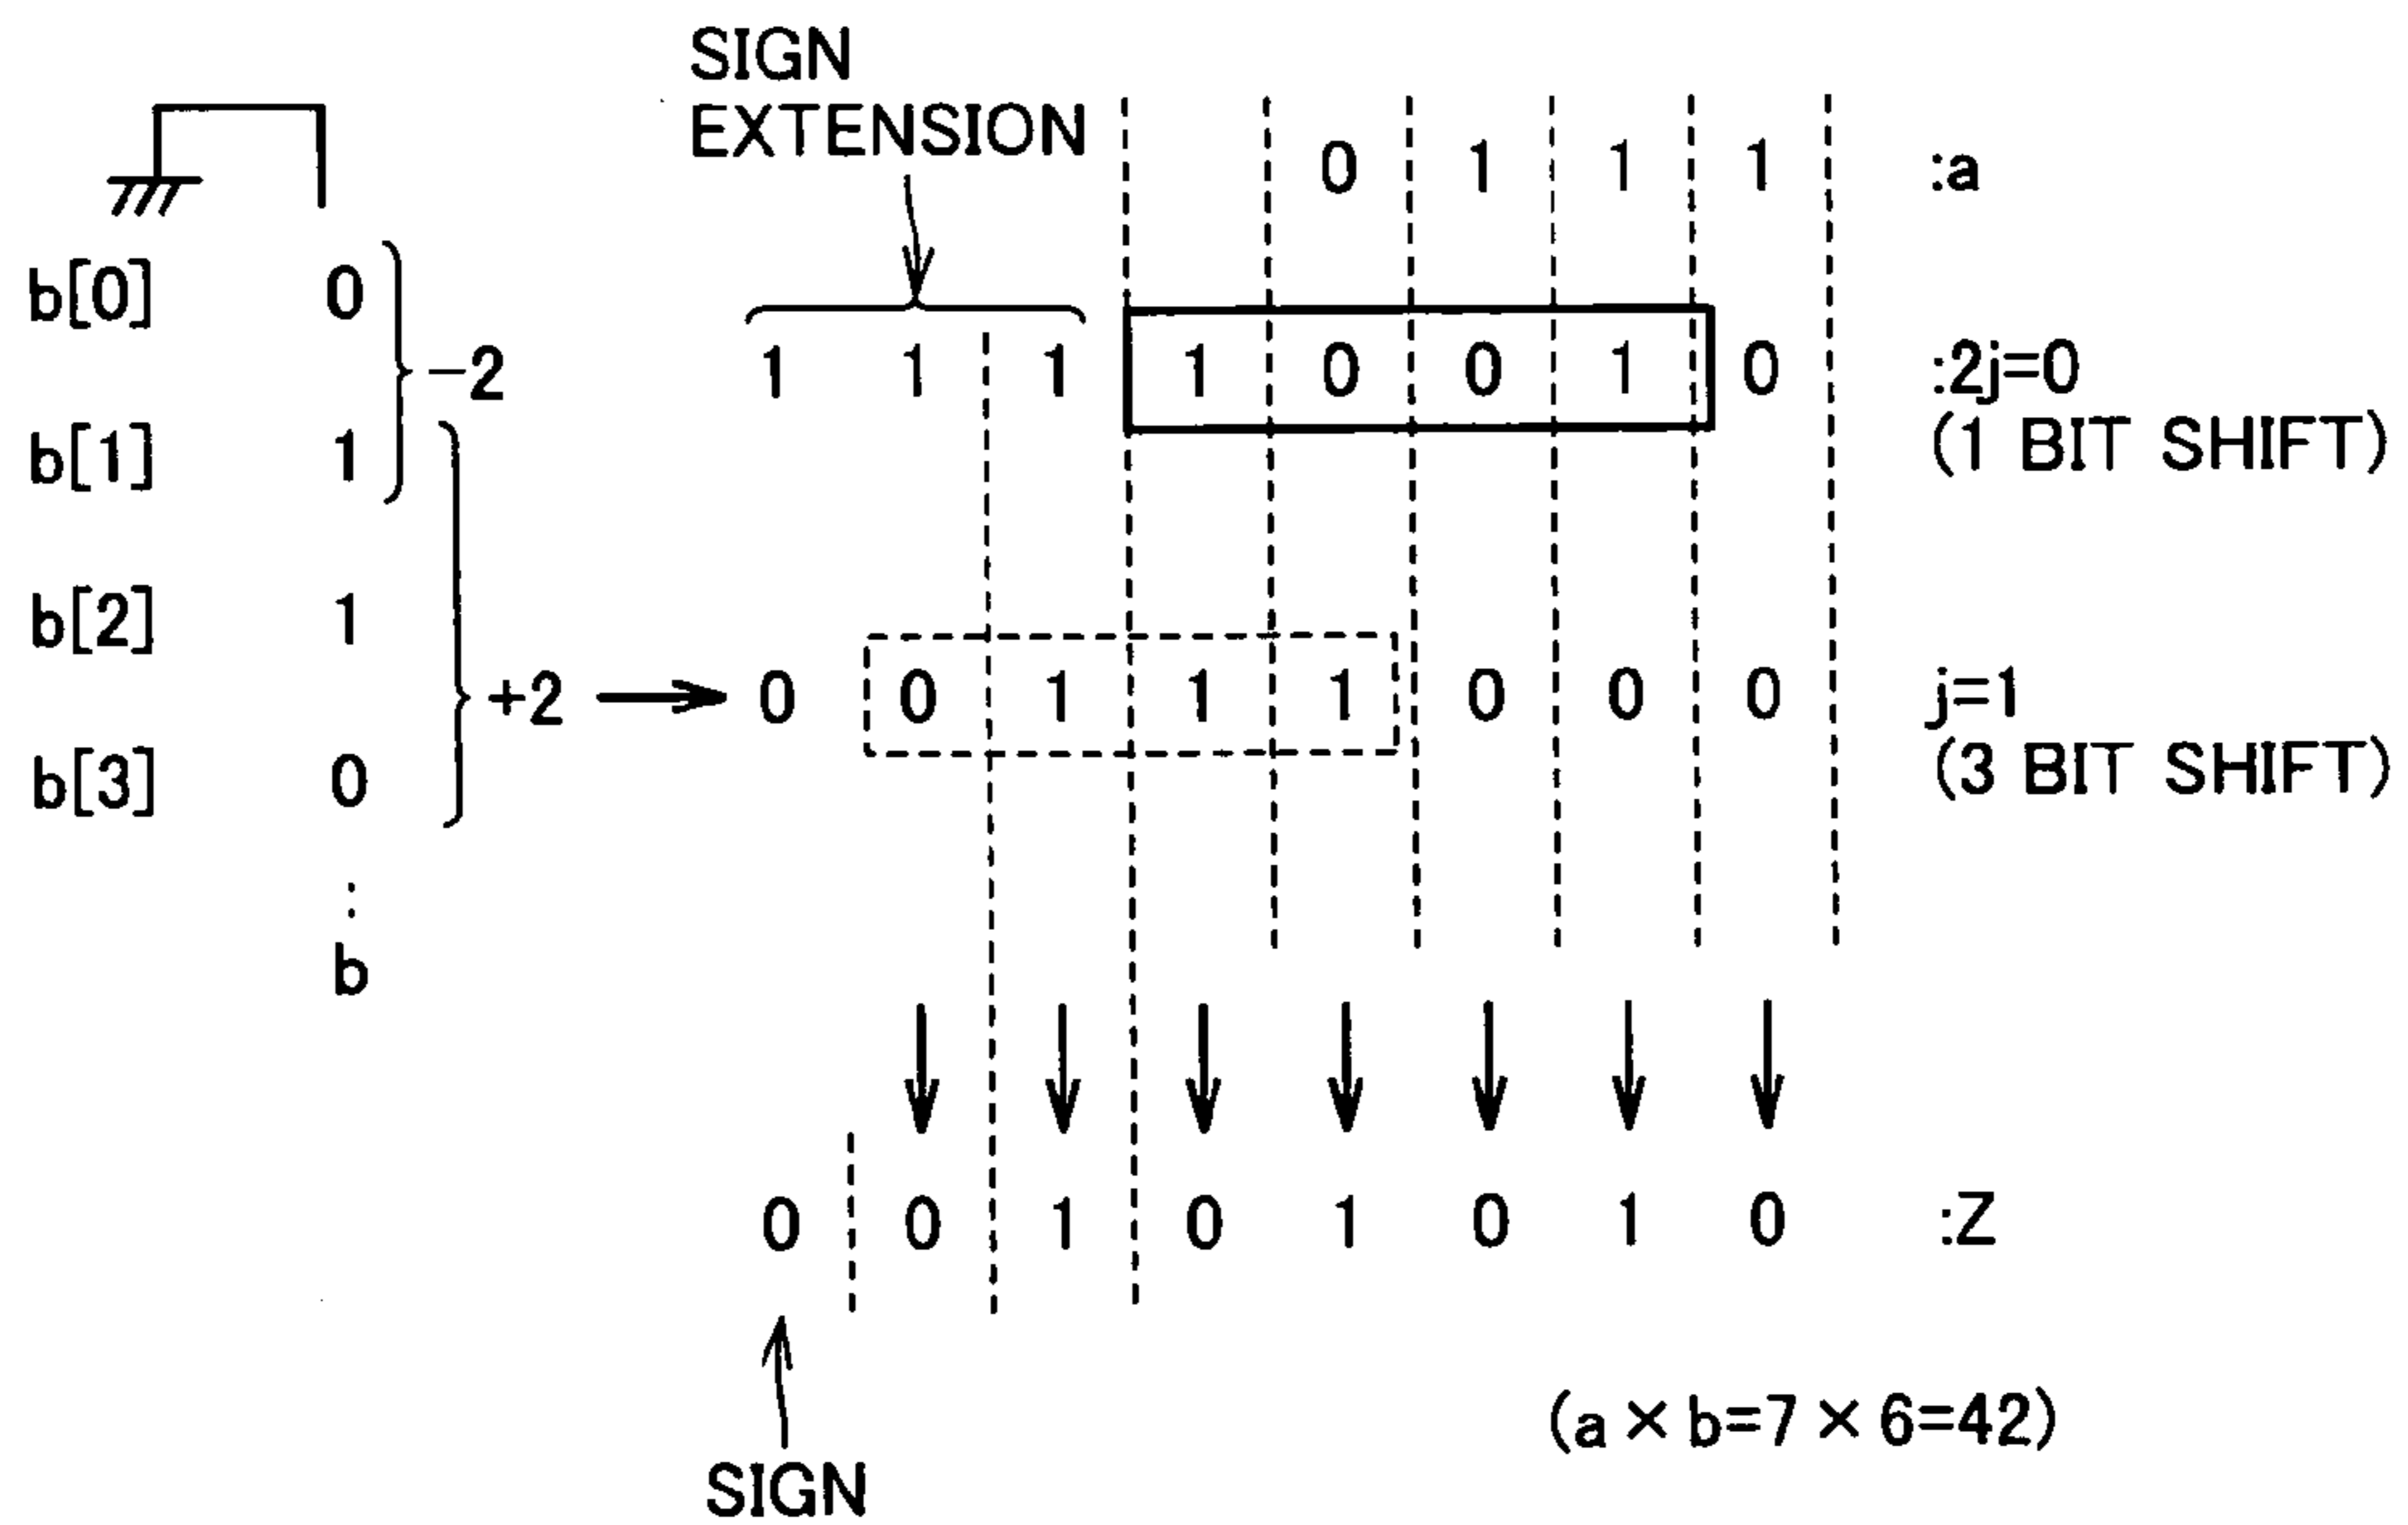 SIGN
EXTENSION
0 1 1 1 :a
b[0] 0
1 1 1 1 0 0 1 0 :2j=0
−2
(1 BIT SHIFT)
b[1] 1
b[2] 1
+2 0 0 1 1 1 0 0 0 j=1
(3 BIT SHIFT)
b[3] 0
:
b
0 0 1 0 1 0 1 0 :Z
SIGN
(a×b=7×6=42)